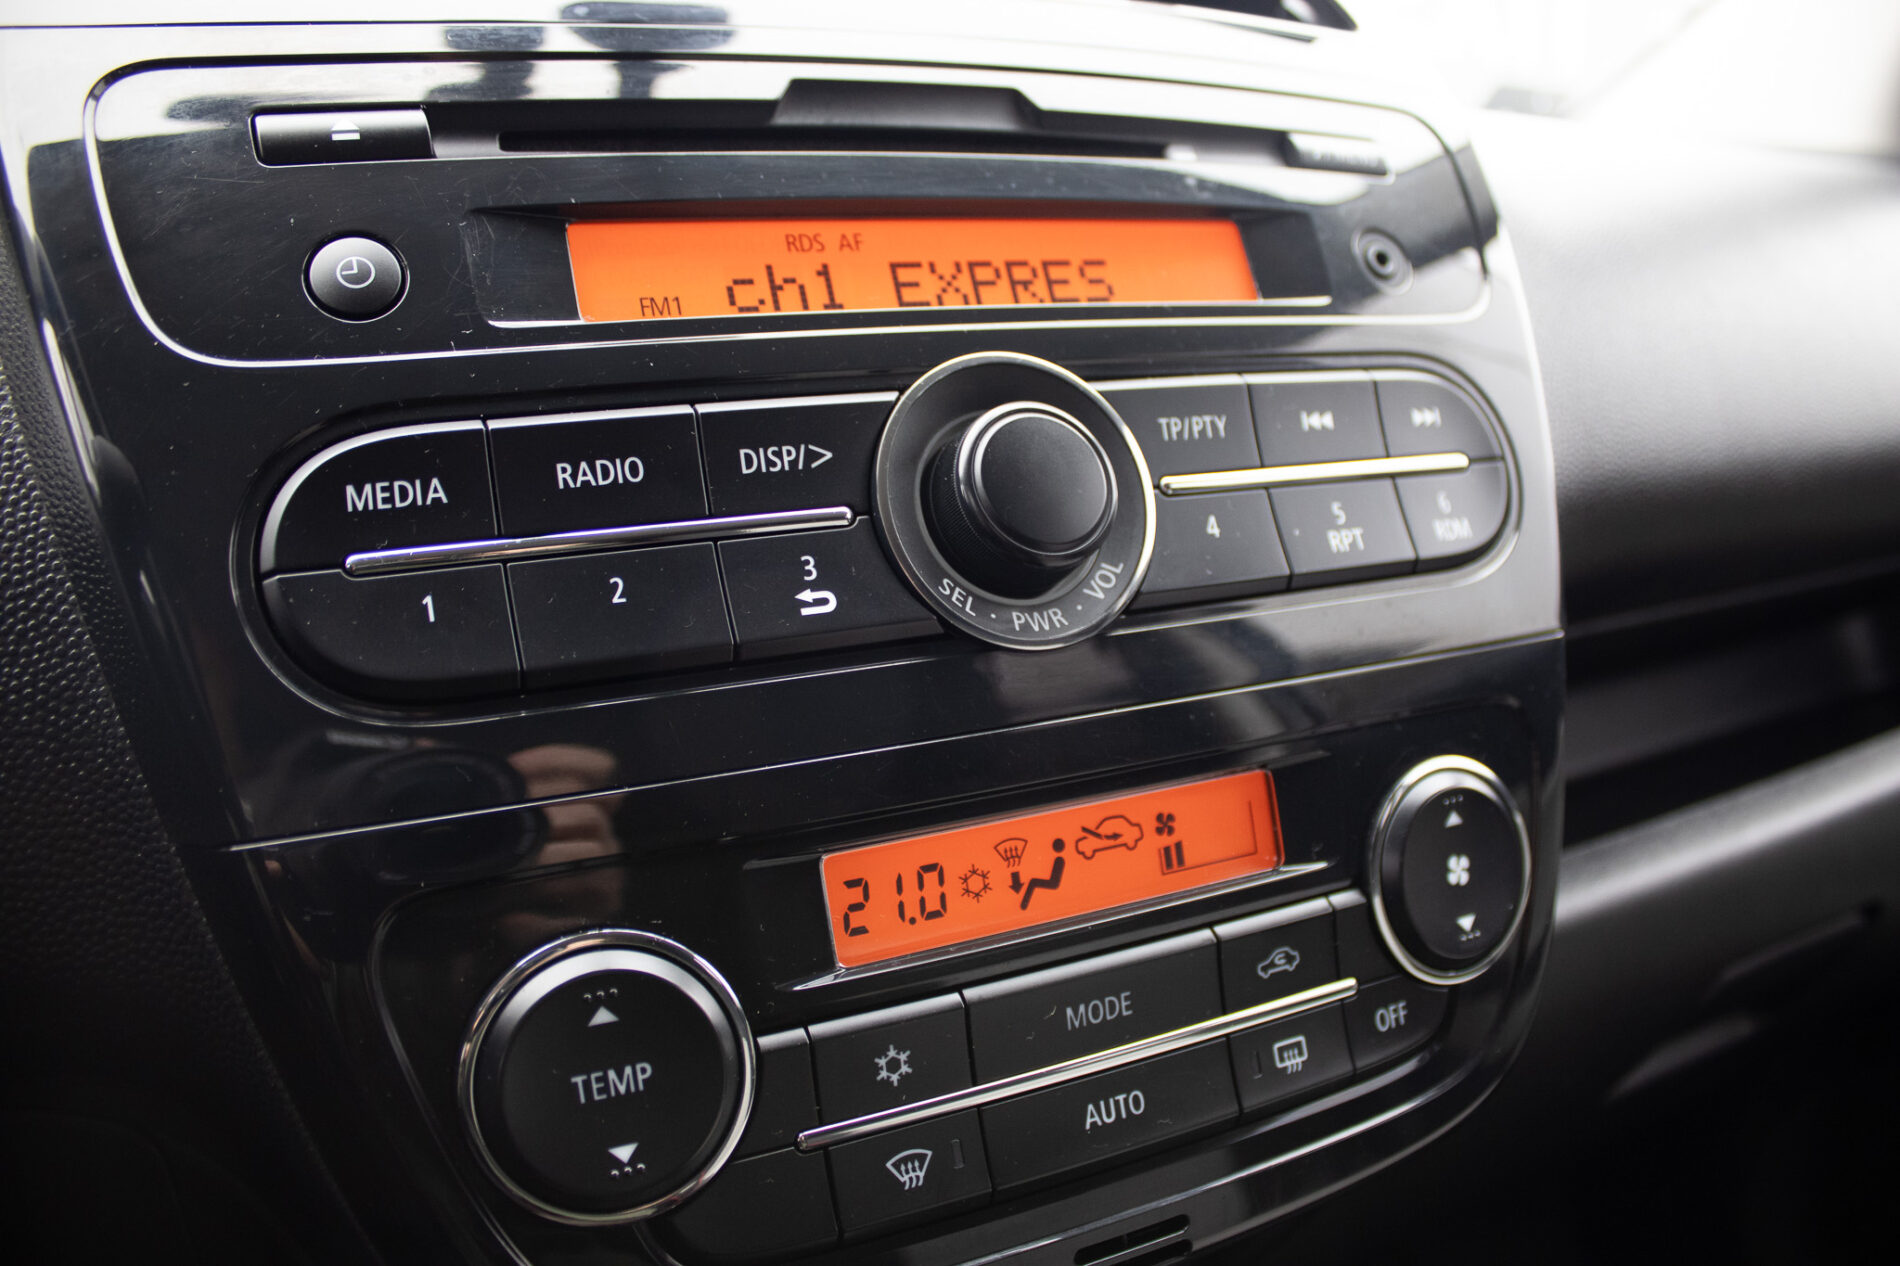 RDS AF
FM1 ch1 EXPRES
MEDIA RADIO DISP/>
TP/PTY
1 2 3
4 5 6
RPT RDM
SEL · PWR · VOL
21.0
TEMP
MODE
AUTO
OFF